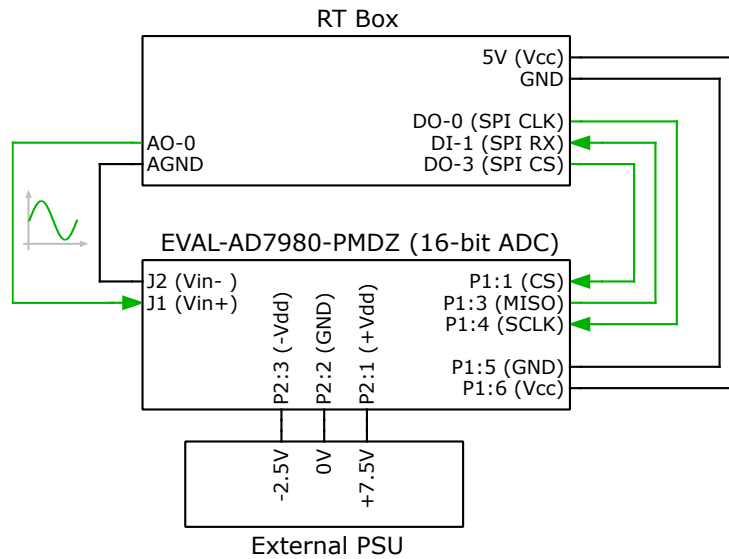 RT Box
5V (Vcc)
GND
DO-0 (SPI CLK)
AO-0
DI-1 (SPI RX)
AGND
DO-3 (SPI CS)
EVAL-AD7980-PMDZ (16-bit ADC)
J2 (Vin- )
P1:1 (CS)
J1 (Vin+)
P1:3 (MISO)
P1:4 (SCLK)
P1:5 (GND)
P1:6 (Vcc)
P2:3 (-Vdd)
P2:2 (GND)
P2:1 (+Vdd)
-2.5V
0V
+7.5V
External PSU